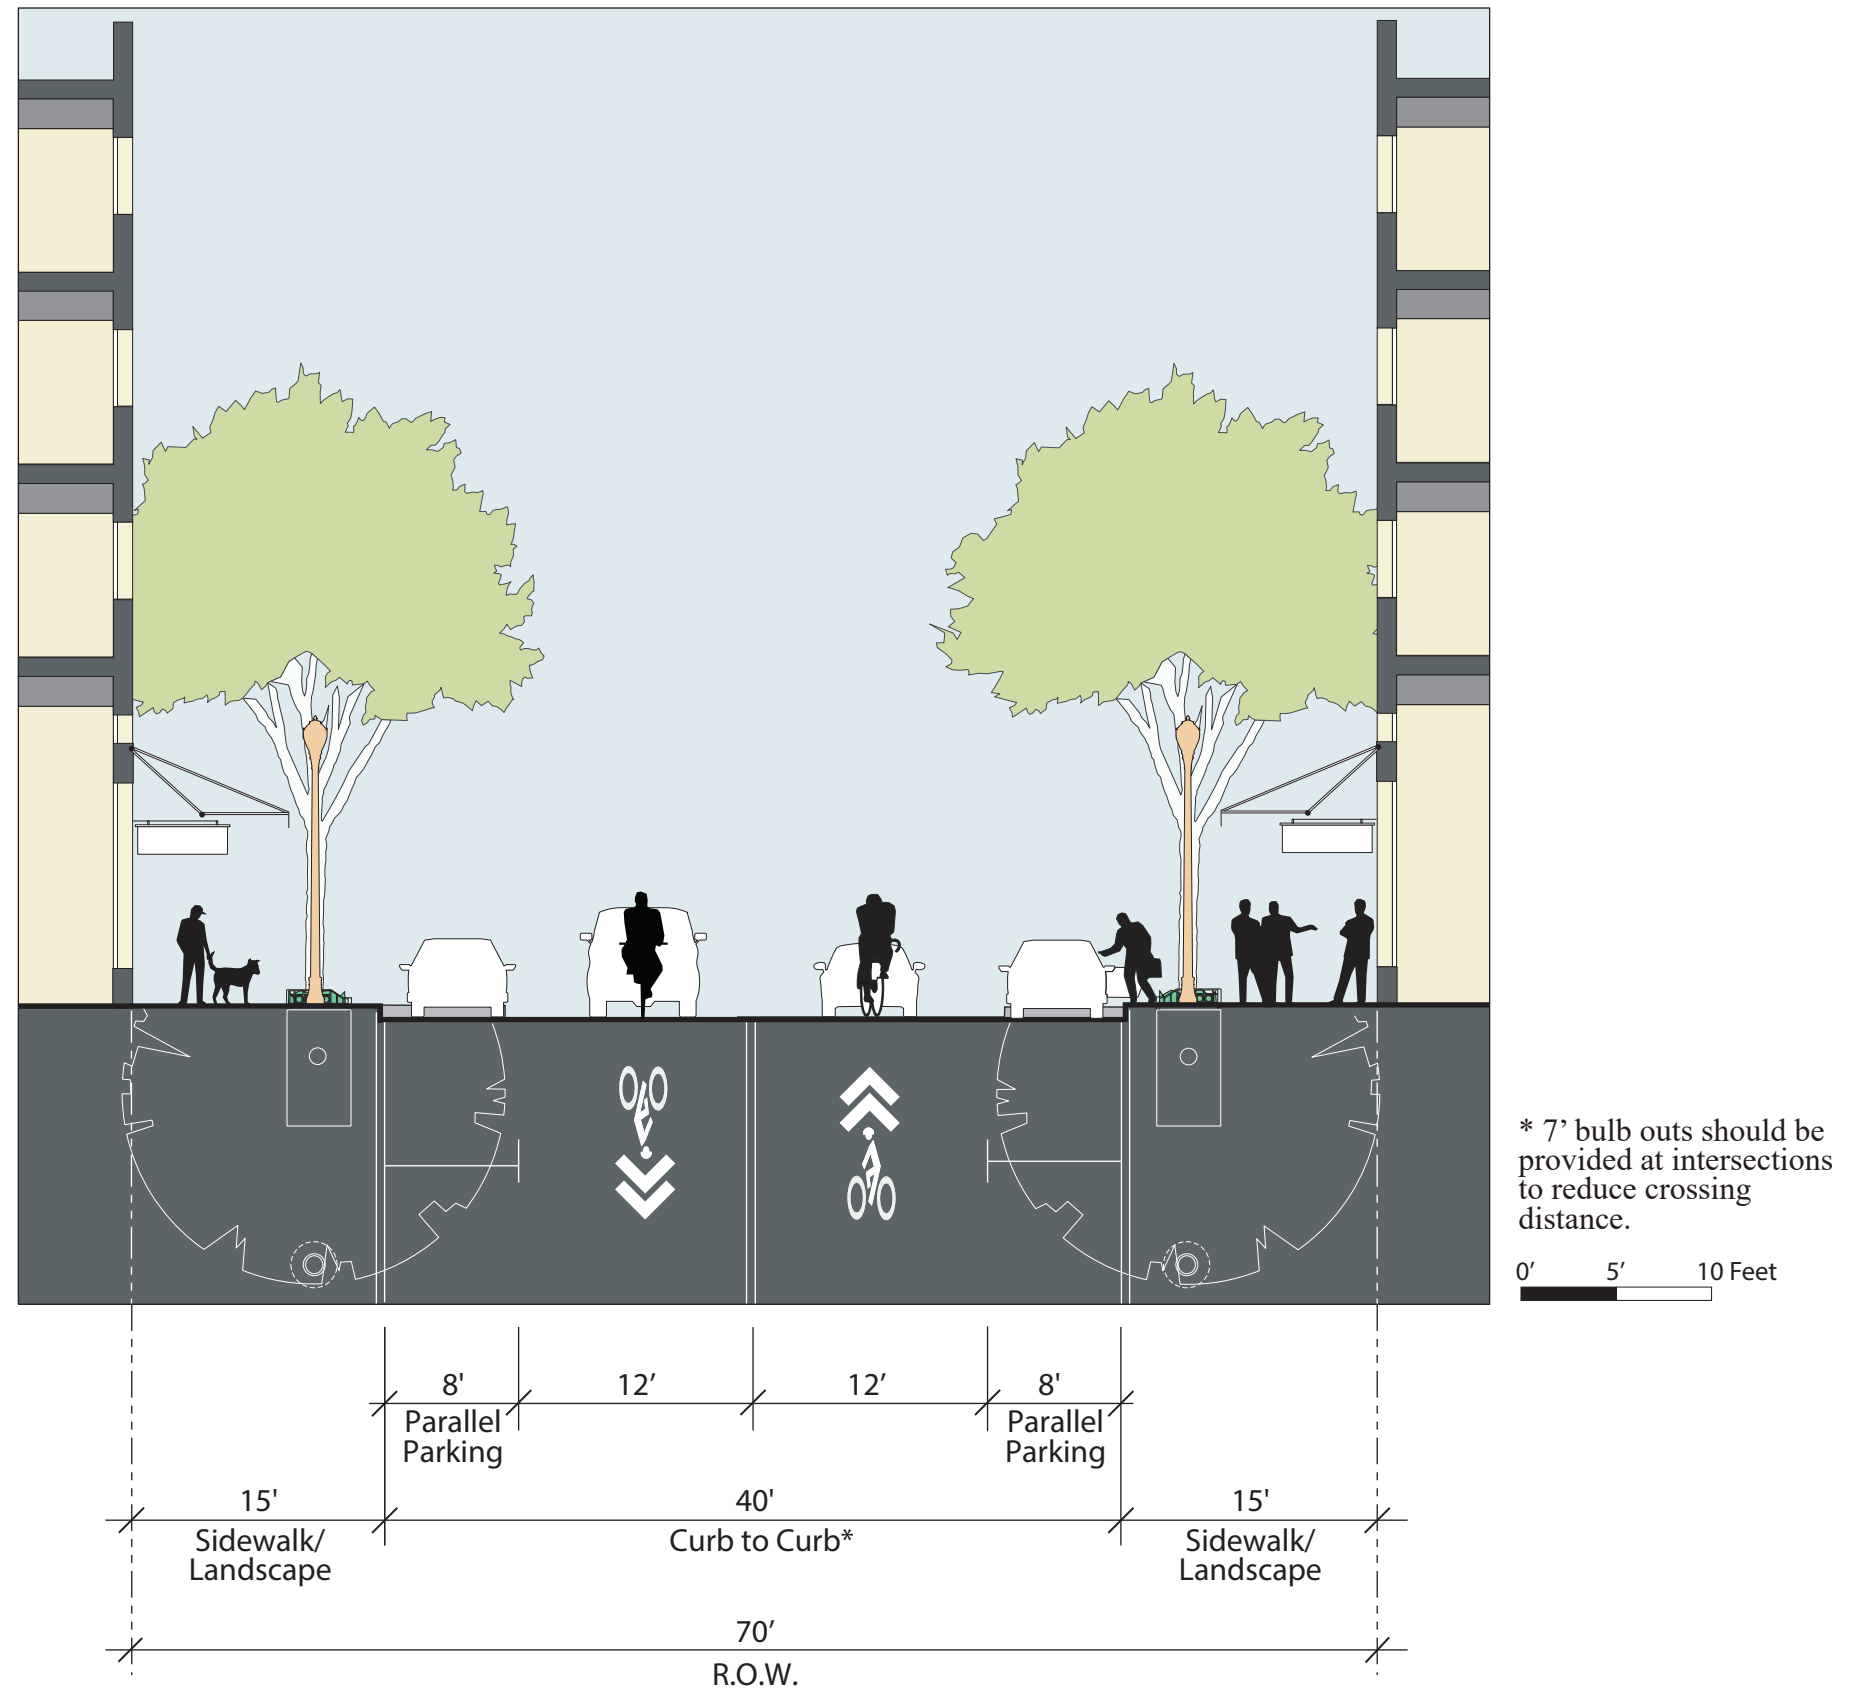 * 7’ bulb outs should be
provided at intersections
to reduce crossing
distance.
0’ 5’ 10 Feet
8' 12’ 12’ 8'
Parallel
Parking
Parallel
Parking
15' 40' 15'
Sidewalk/
Landscape
Curb to Curb*
Sidewalk/
Landscape
70’
R.O.W.